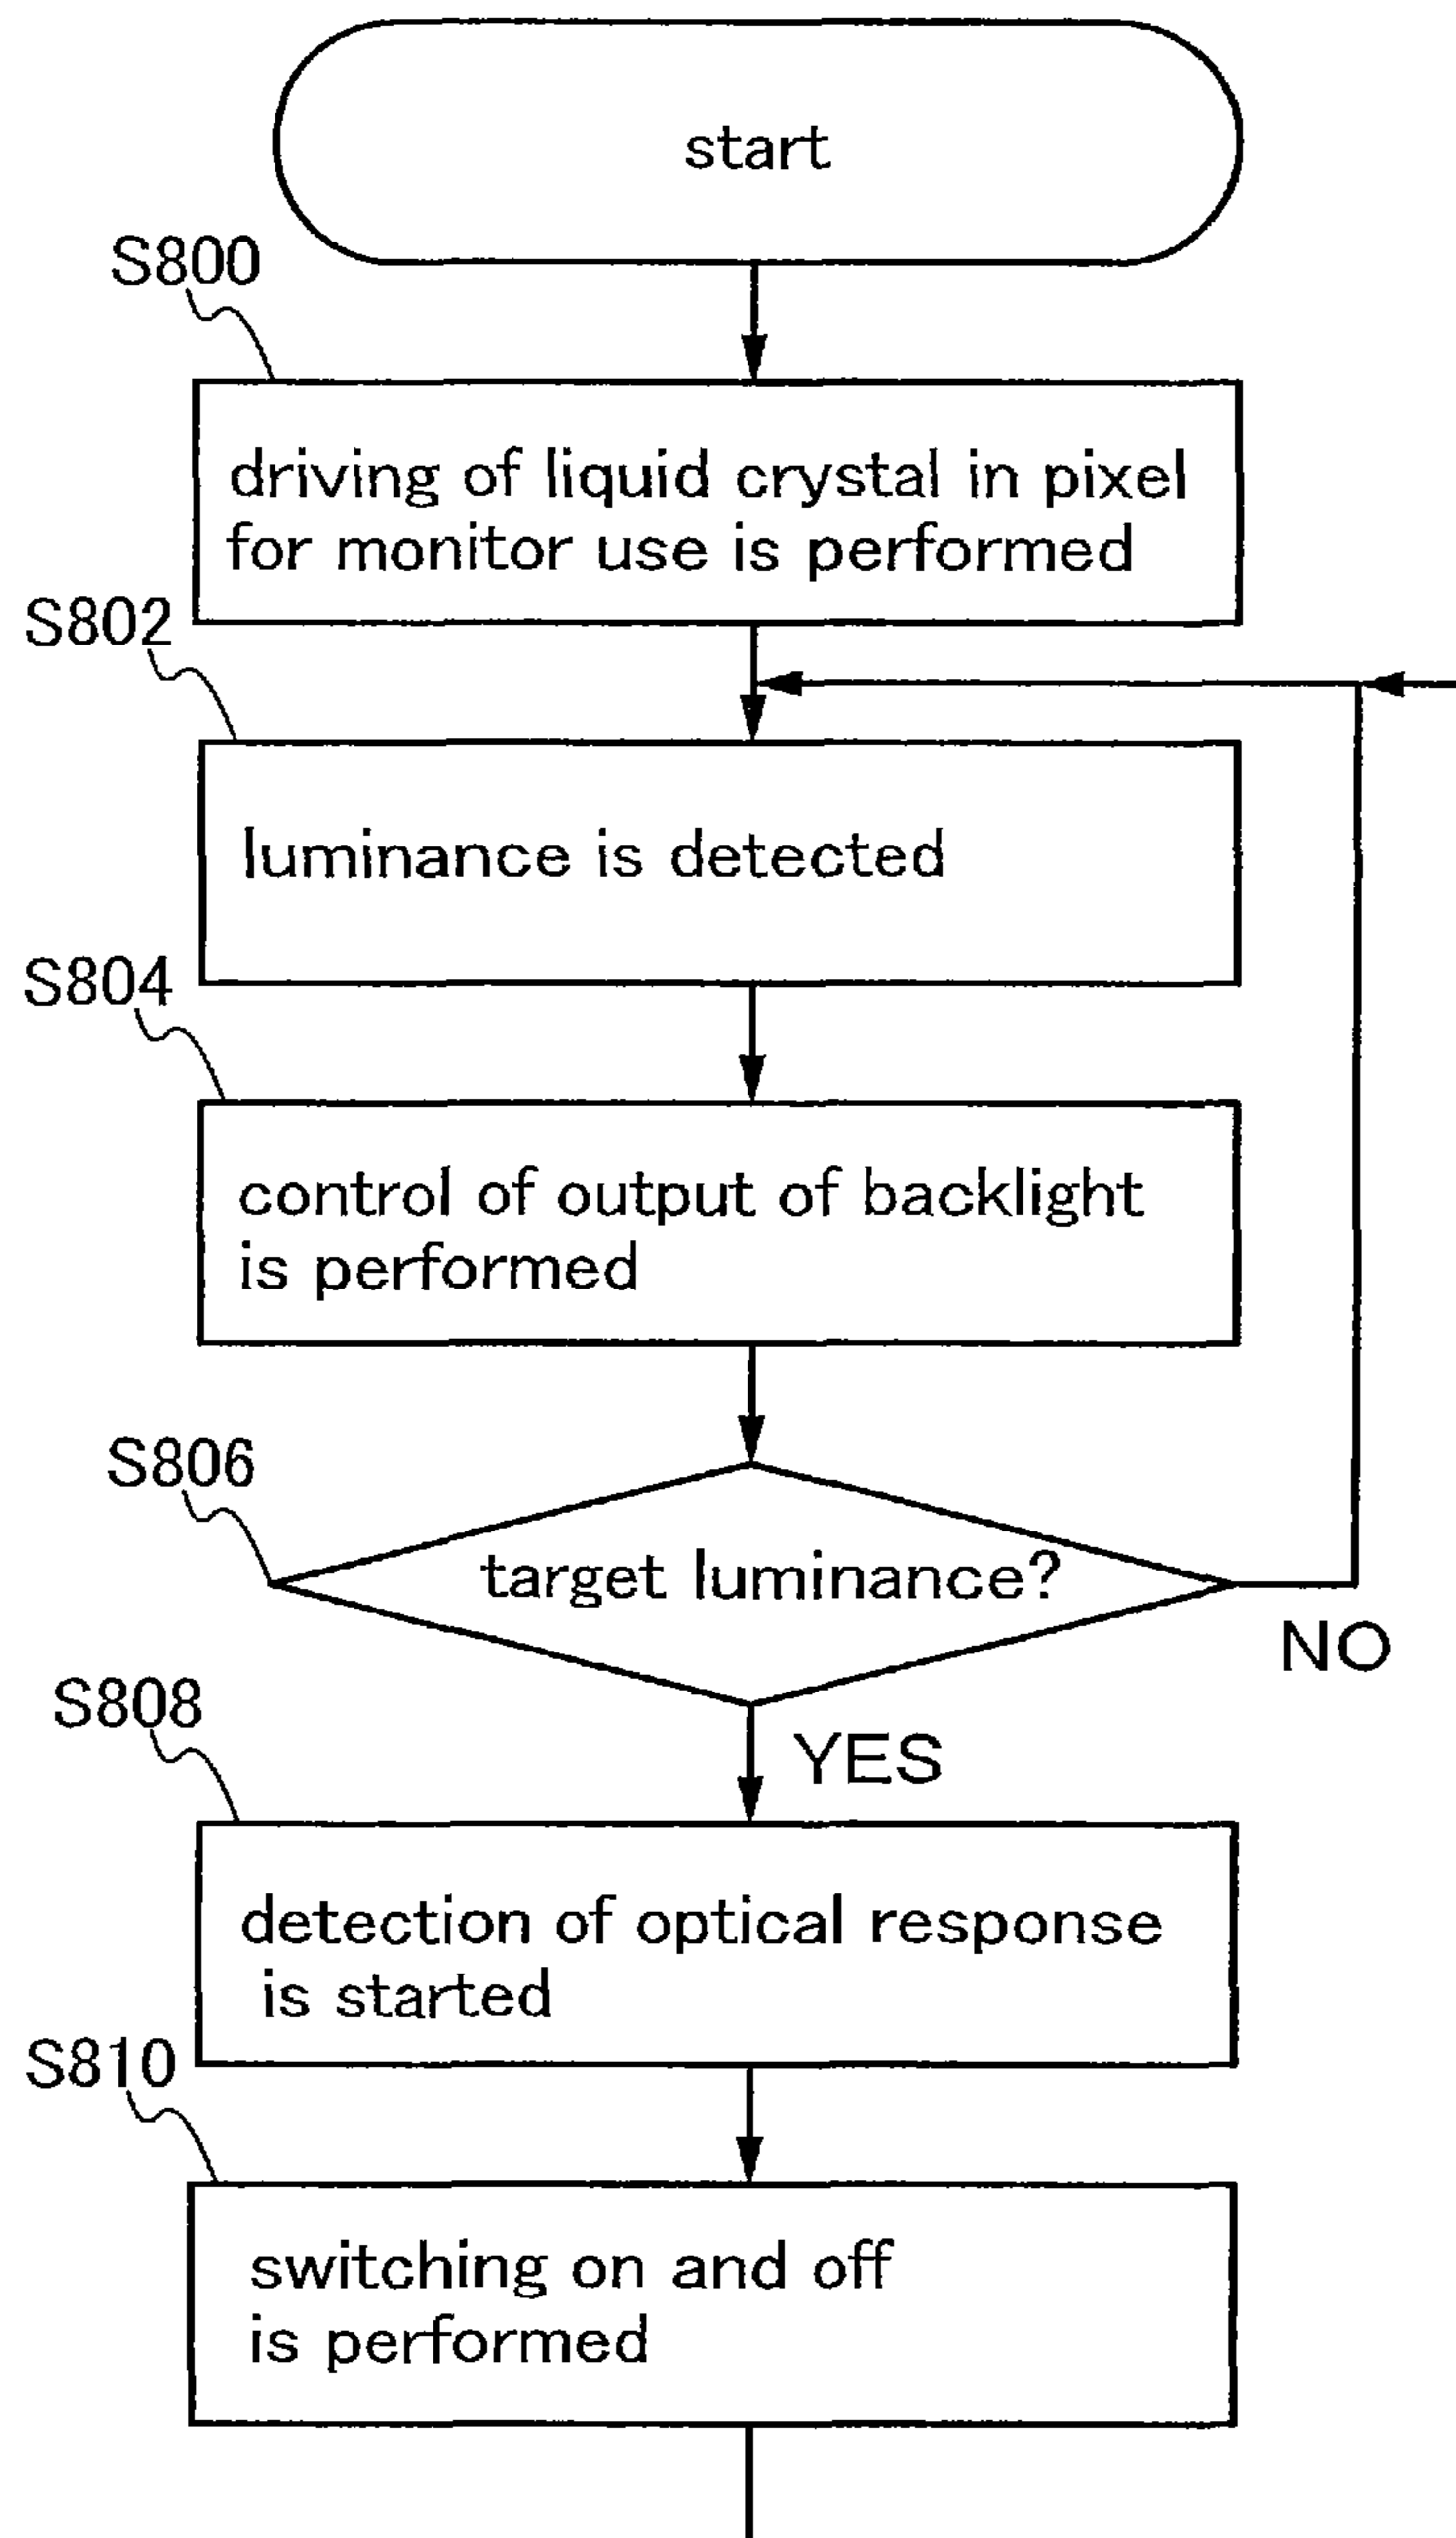 start
S800
driving of liquid crystal in pixel
for monitor use is performed
S802
luminance is detected
S804
control of output of backlight
is performed
S806
target luminance?
NO
YES
S808
detection of optical response
is started
S810
switching on and off
is performed